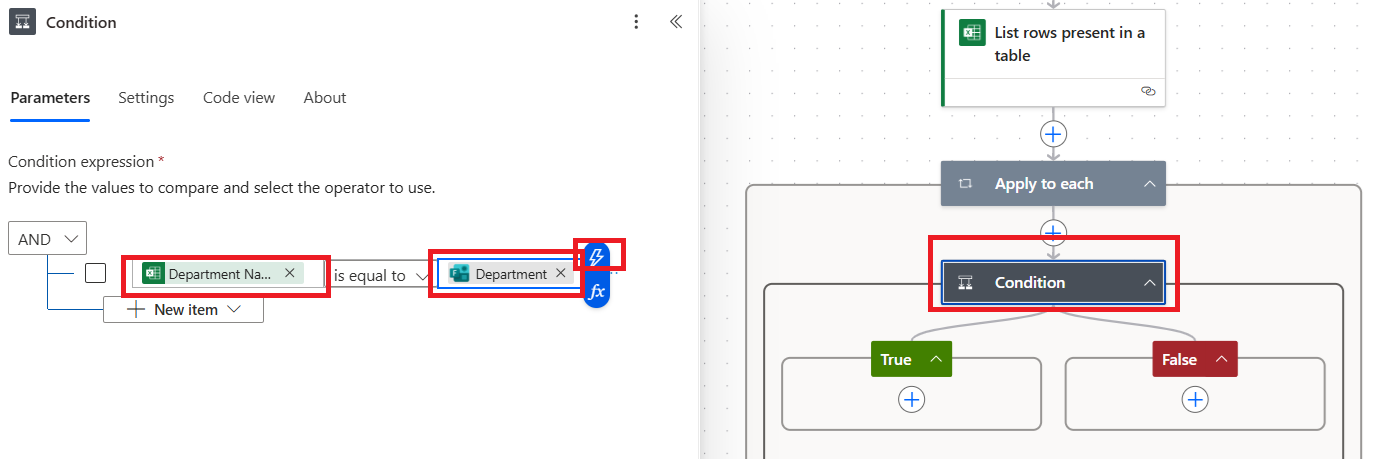 Condition
Parameters Settings Code view About
Condition expression *
Provide the values to compare and select the operator to use.
AND
Department Na... is equal to Department
fx
New item
List rows present in a
table
Apply to each
Condition
True False